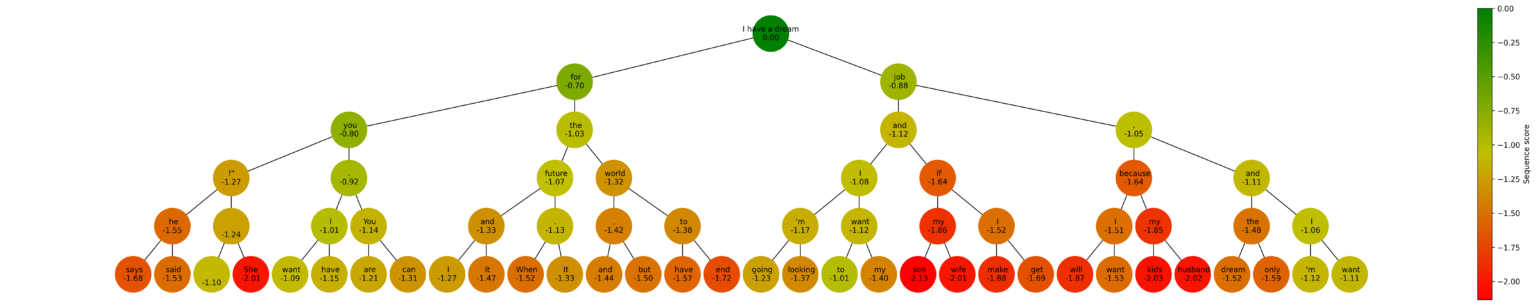 I have a dream
0.00
for
-0.70
job
-0.88
you
-0.80
the
-1.03
and
-1.12
,
-1.05
!"
-1.27
.
-0.92
future
-1.07
world
-1.32
I
-1.08
if
-1.64
because
-1.64
and
-1.11
he
-1.55
-1.24
I
-1.01
You
-1.14
and
-1.33
.
-1.13
,
-1.42
to
-1.38
'm
-1.17
want
-1.12
my
-1.86
I
-1.52
I
-1.51
my
-1.85
the
-1.48
I
-1.06
says
-1.68
said
-1.53
-1.10
She
-2.01
want
-1.09
have
-1.15
are
-1.21
can
-1.31
I
-1.27
it
-1.47
When
-1.52
It
-1.33
and
-1.44
but
-1.50
have
-1.57
end
-1.72
going
-1.23
looking
-1.37
to
-1.01
my
-1.40
son
-2.13
wife
-2.01
make
-1.88
get
-1.69
will
-1.87
want
-1.53
kids
-2.03
husband
-2.02
dream
-1.52
only
-1.59
'm
-1.12
want
-1.11
0.00
−0.25
−0.50
−0.75
−1.00
−1.25
−1.50
−1.75
−2.00
Sequence score